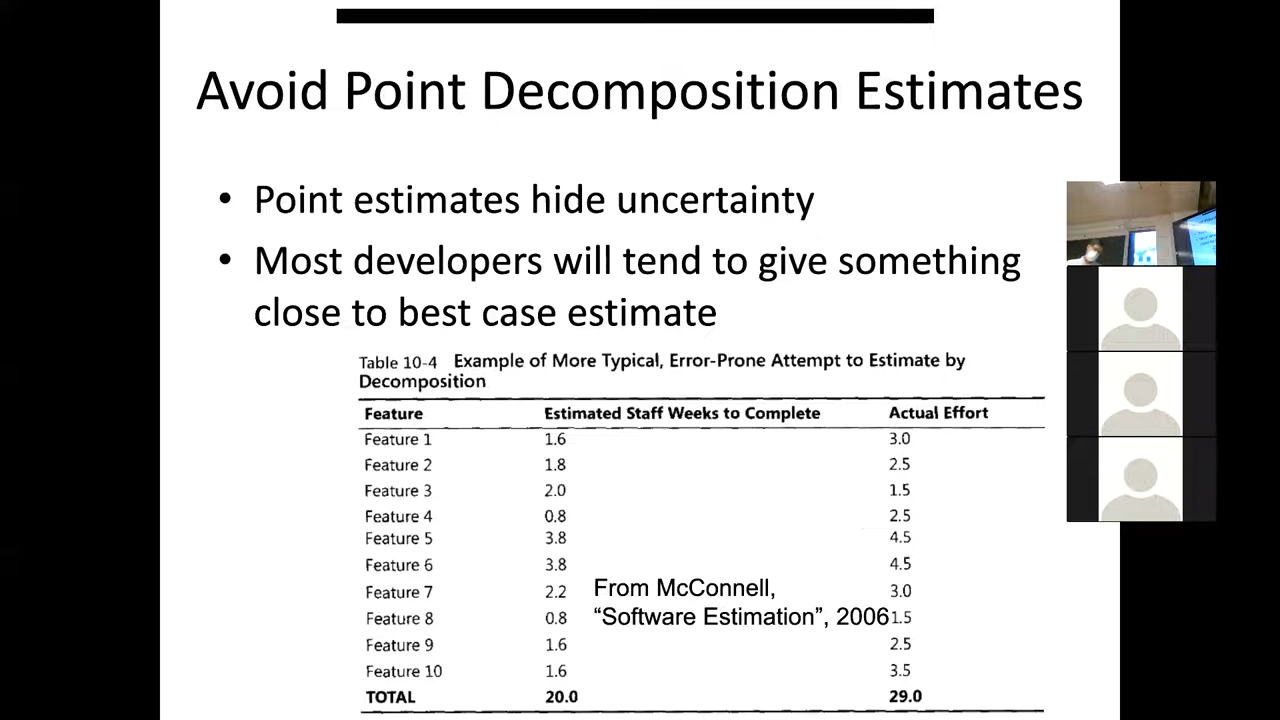 Avoid Point Decomposition Estimates
• Point estimates hide uncertainty
• Most developers will tend to give something
close to best case estimate
Table 10-4 Example of More Typical, Error-Prone Attempt to Estimate by
Decomposition
Feature Estimated Staff Weeks to Complete Actual Effort
Feature 1 1.6 3.0
Feature 2 1.8 2.5
Feature 3 2.0 1.5
Feature 4 0.8 2.5
Feature 5 3.8 4.5
Feature 6 3.8 4.5
Feature 7 2.2 3.0
Feature 8 0.8 1.5
Feature 9 1.6 2.5
Feature 10 1.6 3.5
TOTAL 20.0 29.0
From McConnell,
“Software Estimation”, 2006